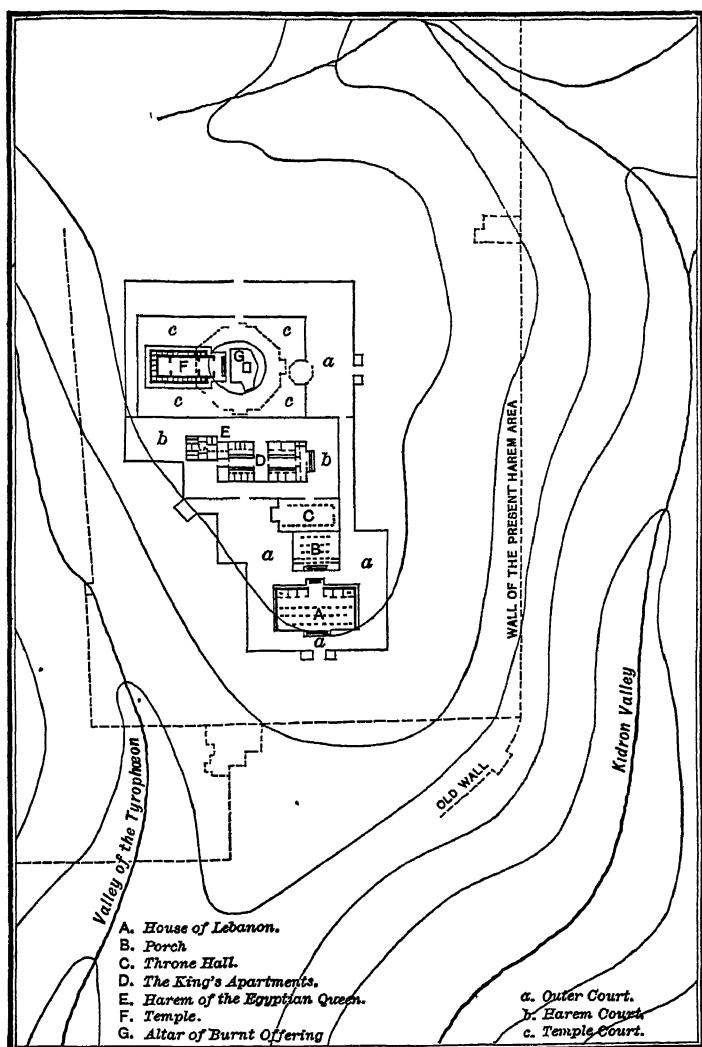 c
c
F
G
a
c
c
b
E
D
b
C
a
B
a
A
a
WALL OF THE PRESENT HAREM AREA
OLD WALL
Kidron Valley
Valley of the Tyrophœon
A. House of Lebanon.
B. Porch
C. Throne Hall.
D. The King's Apartments.
E. Harem of the Egyptian Queen.
F. Temple.
G. Altar of Burnt Offering
a. Outer Court.
b. Harem Court.
c. Temple Court.